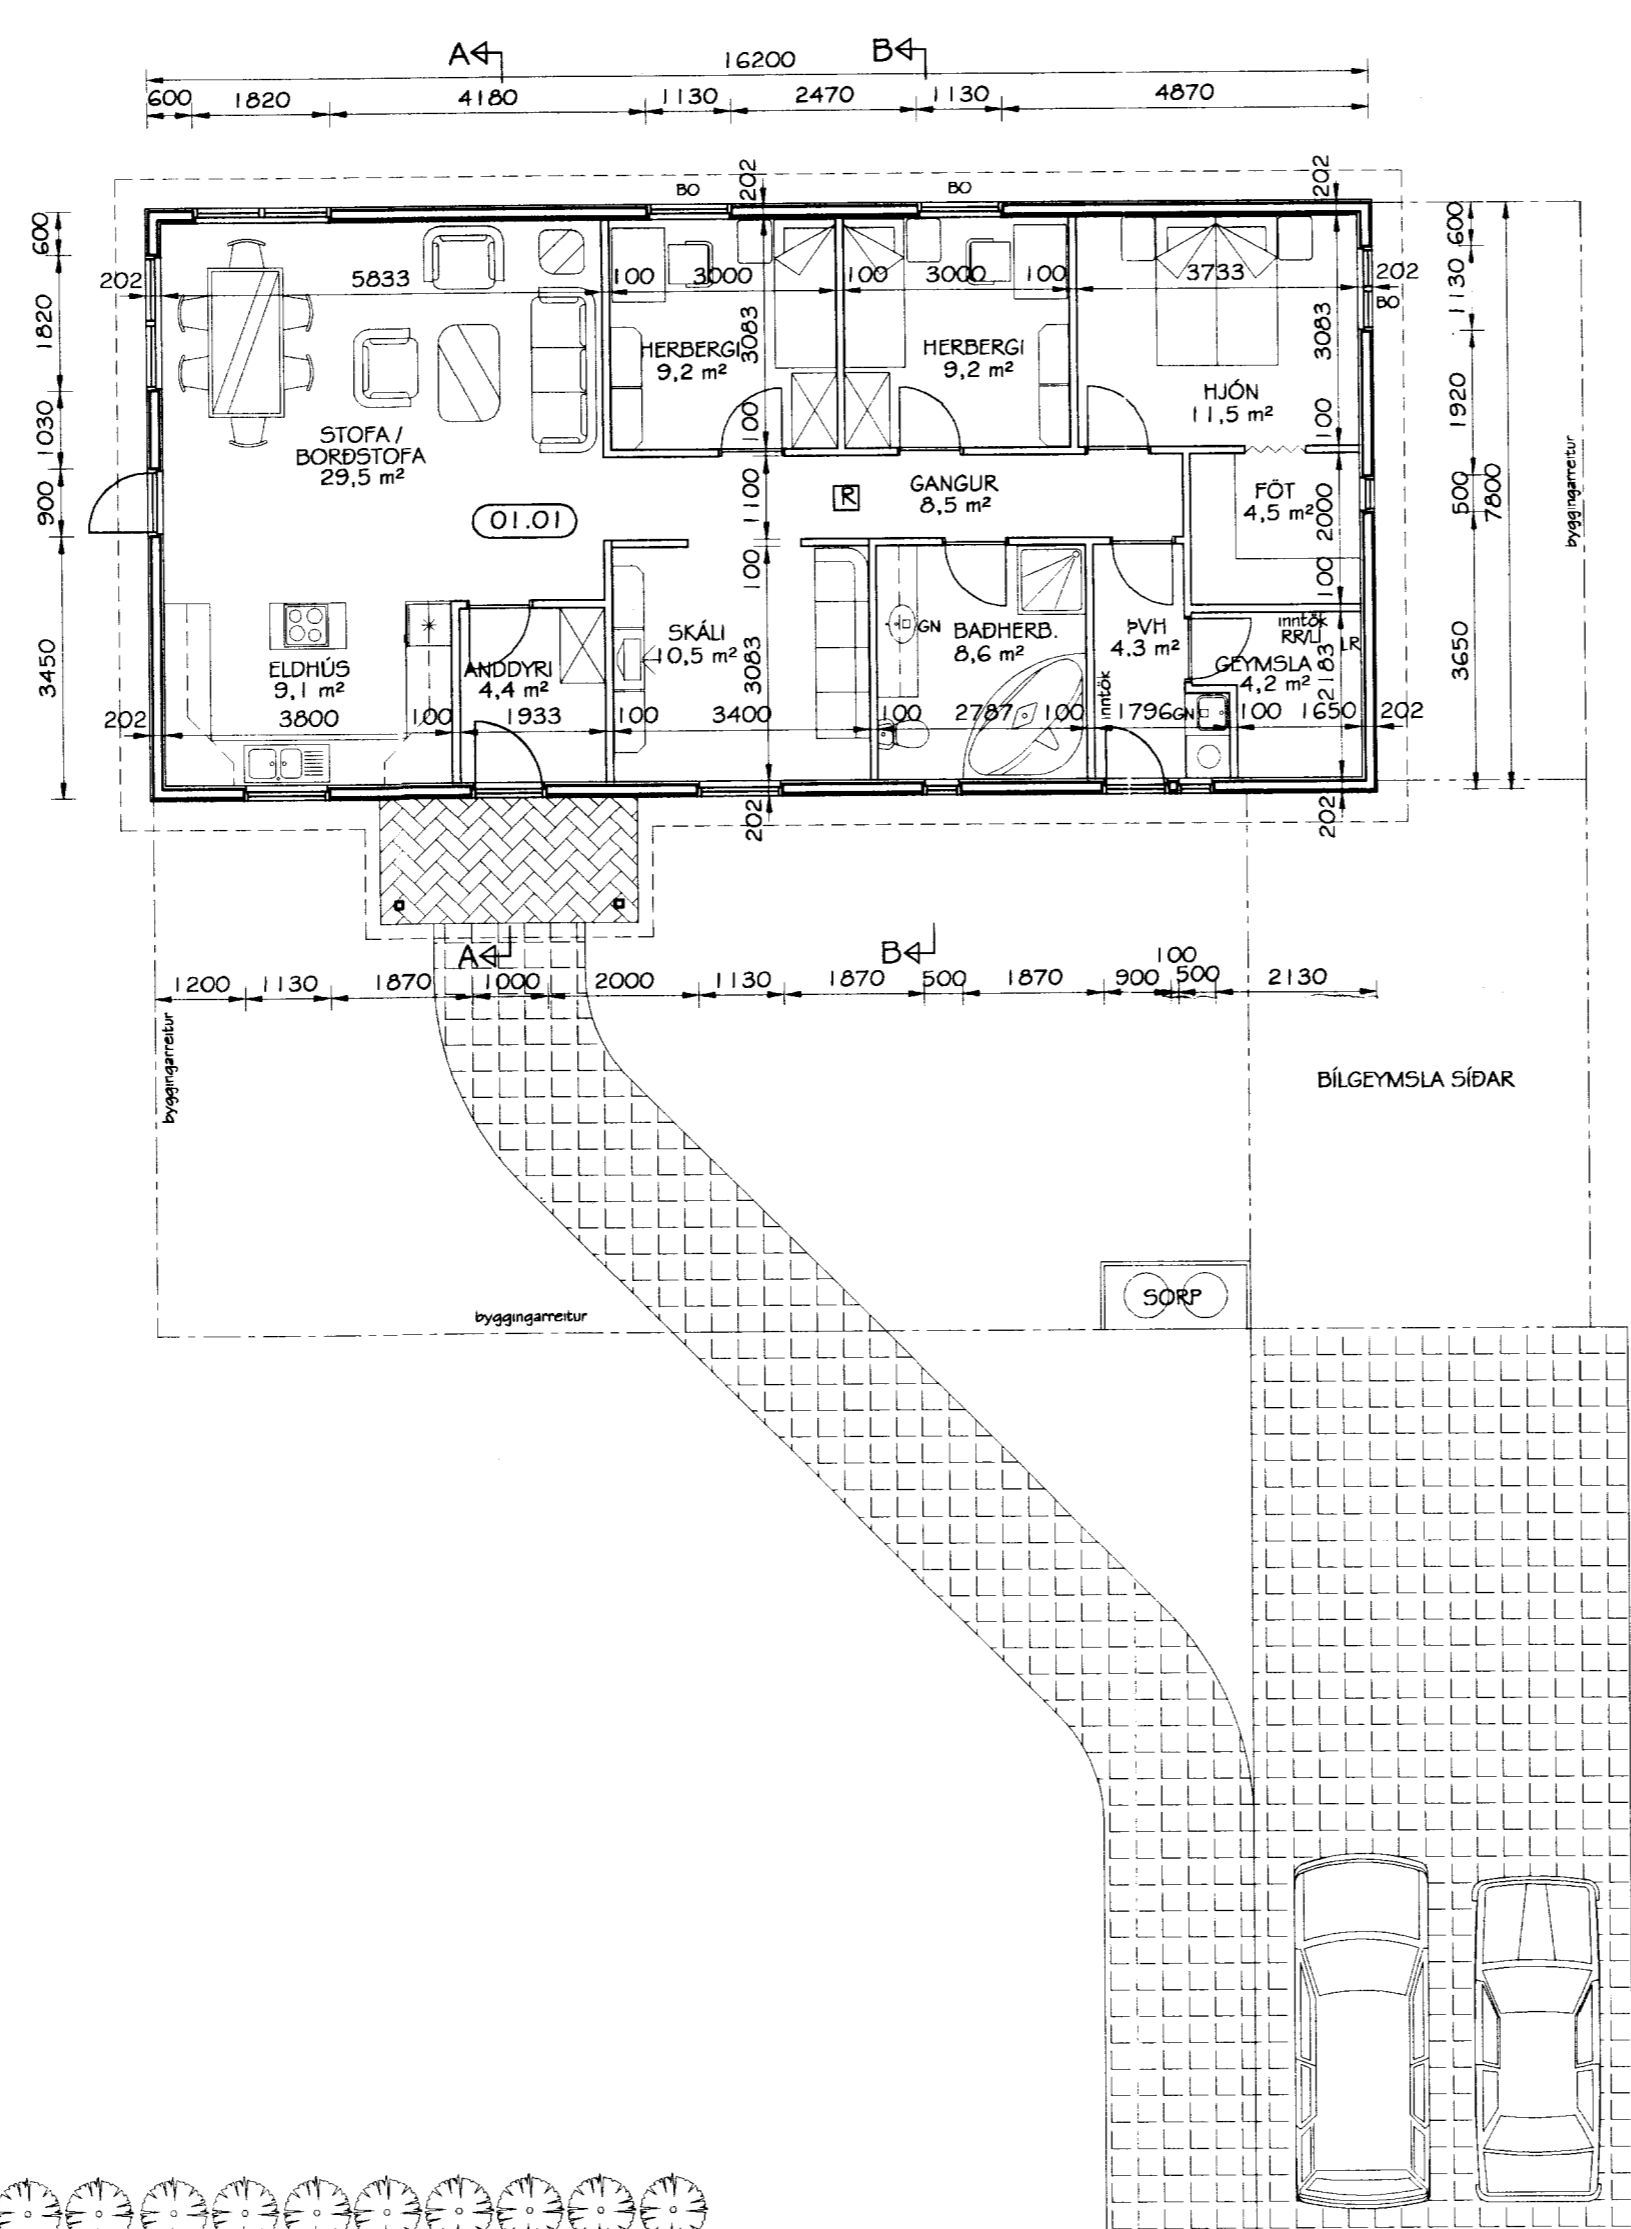 A B
16200
600 1820 4180 1130 2470 1130 4870
BO BO
202 202
600 1820 1030 900 3450
202 5833 100 3000 100 3000 100 3733 202
BO
600 1130 1920 500 3650
7800
3083 3083
HERBERGI
9,2 m²
HERBERGI
9,2 m²
HJÓN
11,5 m²
100 100
STOFA /
BORÐSTOFA
29,5 m²
01.01
R
GANGUR
8,5 m²
1100
FÖT
4,5 m²
2000
100 100
byggingarreitur
ELDHÚS
9,1 m²
ANDDYRI
4,4 m²
SKÁLI
10,5 m²
3083
GN
BAÐHERB.
8,6 m²
ÞVH
4.3 m²
inntök
inntök
RR/LÍ
LR
GEYMSLA
4,2 m²
2183
202 3800 100 1933 100 3400 100 2787 100 1796 GN 100 1650 202
202 202
A B
100
1200 1130 1870 1000 2000 1130 1870 500 1870 900 500 2130
byggingarreitur
BÍLGEYMSLA SÍÐAR
SORP
byggingarreitur